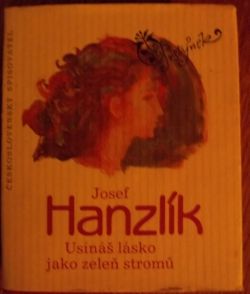 ČESKOSLOVENSKÝ SPISOVATEL
Josef
Hanzlík
Usínáš lásko
jako zeleň stromů